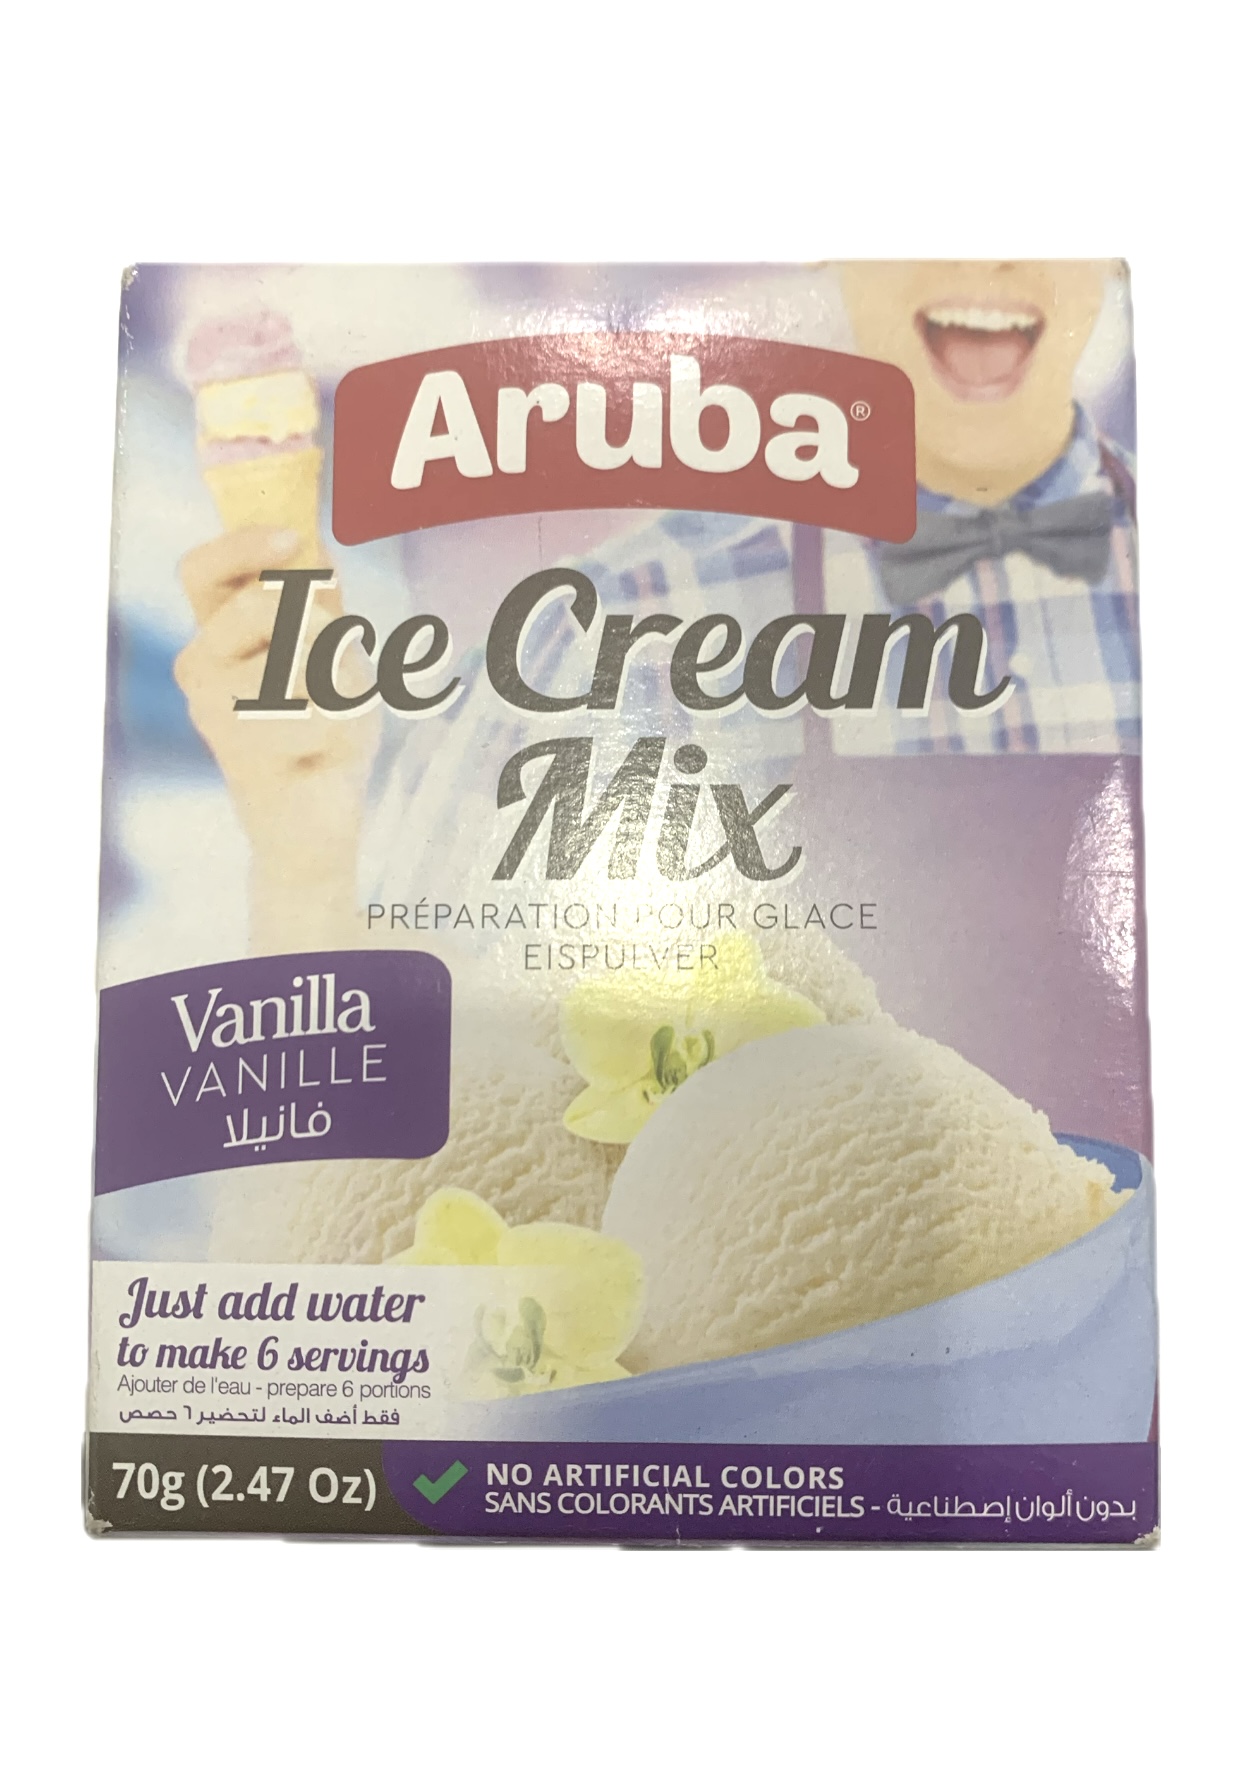 Aruba®
Ice Cream
Mix
PRÉPARATION POUR GLACE
EISPULVER
Vanilla
VANILLE
فانيلا
Just add water
to make 6 servings
Ajouter de l'eau - prepare 6 portions
فقط أضف الماء لتحضير ٦ حصص
70g (2.47 Oz)
NO ARTIFICIAL COLORS
SANS COLORANTS ARTIFICIELS - بدون ألوان إصطناعية